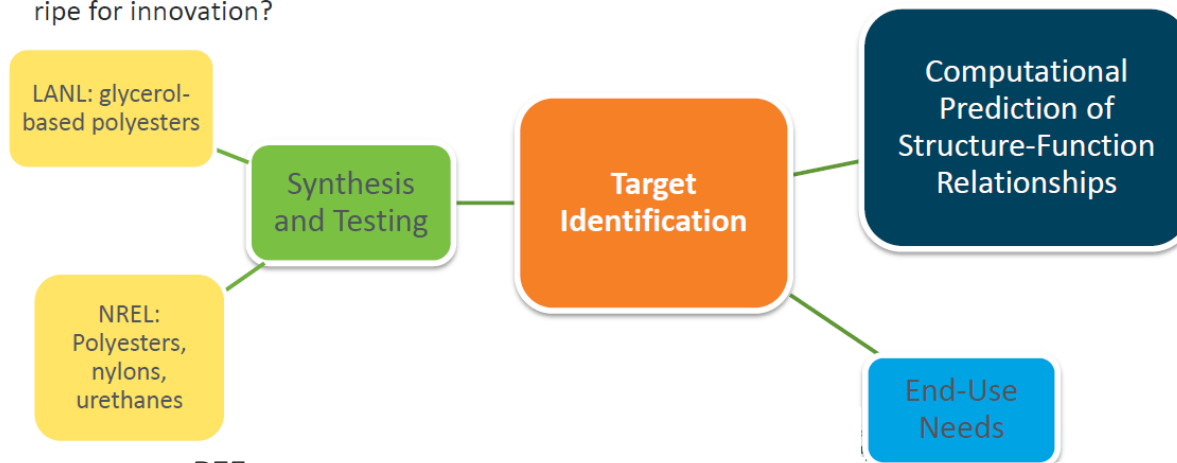 ripe for innovation?
LANL: glycerol-
based polyesters
Synthesis
and Testing
NREL:
Polyesters,
nylons,
urethanes
Target
Identification
Computational
Prediction of
Structure-Function
Relationships
End-Use
Needs